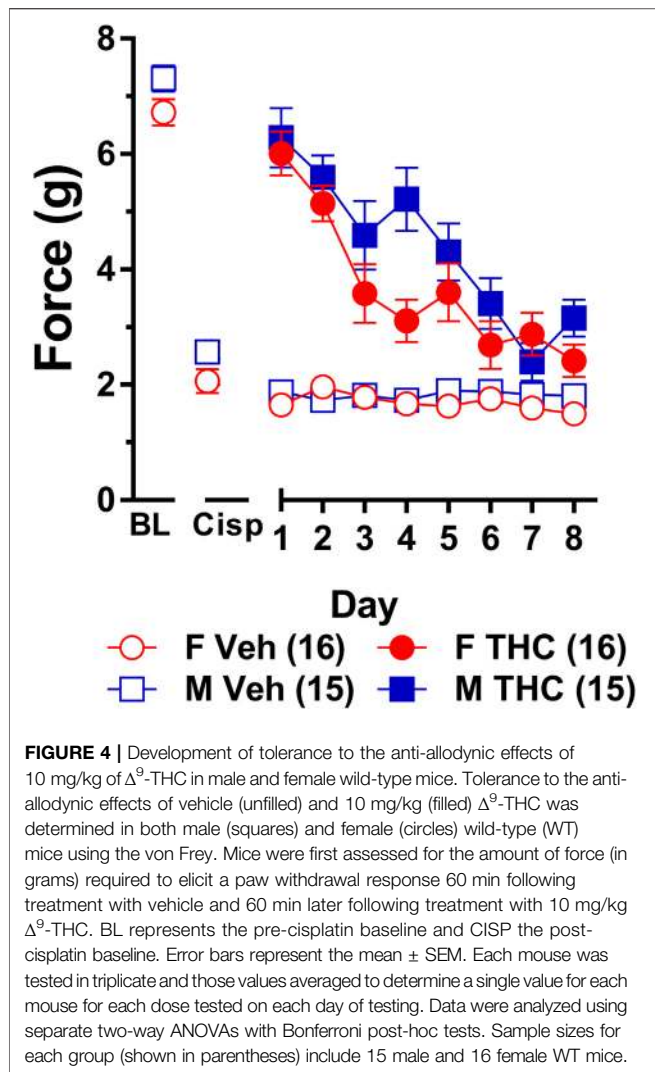 8
6
4
2
0
Force (g)
BL Cisp 1 2 3 4 5 6 7 8
Day
F Veh (16) F THC (16)
M Veh (15) M THC (15)
FIGURE 4 | Development of tolerance to the anti-allodynic effects of
10 mg/kg of Δ⁹-THC in male and female wild-type mice. Tolerance to the anti-
allodynic effects of vehicle (unfilled) and 10 mg/kg (filled) Δ⁹-THC was
determined in both male (squares) and female (circles) wild-type (WT)
mice using the von Frey. Mice were first assessed for the amount of force (in
grams) required to elicit a paw withdrawal response 60 min following
treatment with vehicle and 60 min later following treatment with 10 mg/kg
Δ⁹-THC. BL represents the pre-cisplatin baseline and CISP the post-
cisplatin baseline. Error bars represent the mean ± SEM. Each mouse was
tested in triplicate and those values averaged to determine a single value for each
mouse for each dose tested on each day of testing. Data were analyzed using
separate two-way ANOVAs with Bonferroni post-hoc tests. Sample sizes for
each group (shown in parentheses) include 15 male and 16 female WT mice.